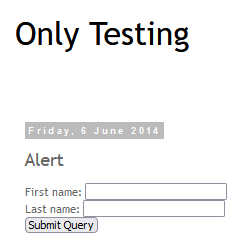 Only Testing
Friday, 6 June 2014
Alert
First name:
Last name:
Submit Query